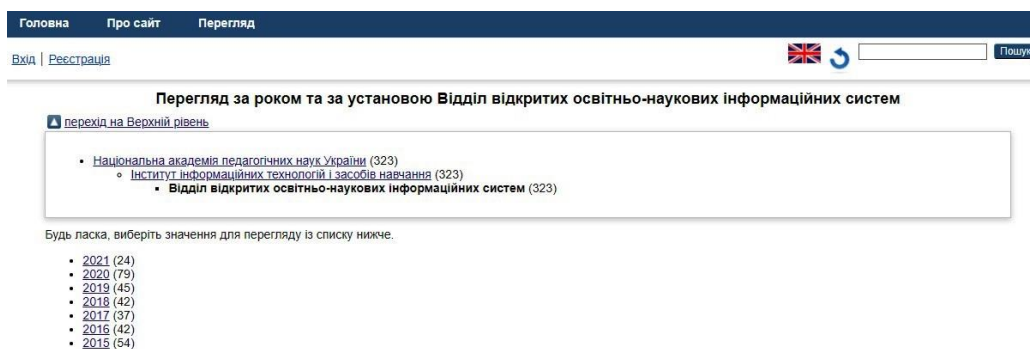 Головна Про сайт Перегляд
Вхід | Реєстрація Пошук
Перегляд за роком та за установою Відділ відкритих освітньо-наукових інформаційних систем
перехід на Верхній рівень
• Національна академія педагогічних наук України (323)
◦ Інститут інформаційних технологій і засобів навчання (323)
▪ Відділ відкритих освітньо-наукових інформаційних систем (323)
Будь ласка, виберіть значення для перегляду із списку нижче.
• 2021 (24)
• 2020 (79)
• 2019 (45)
• 2018 (42)
• 2017 (37)
• 2016 (42)
• 2015 (54)